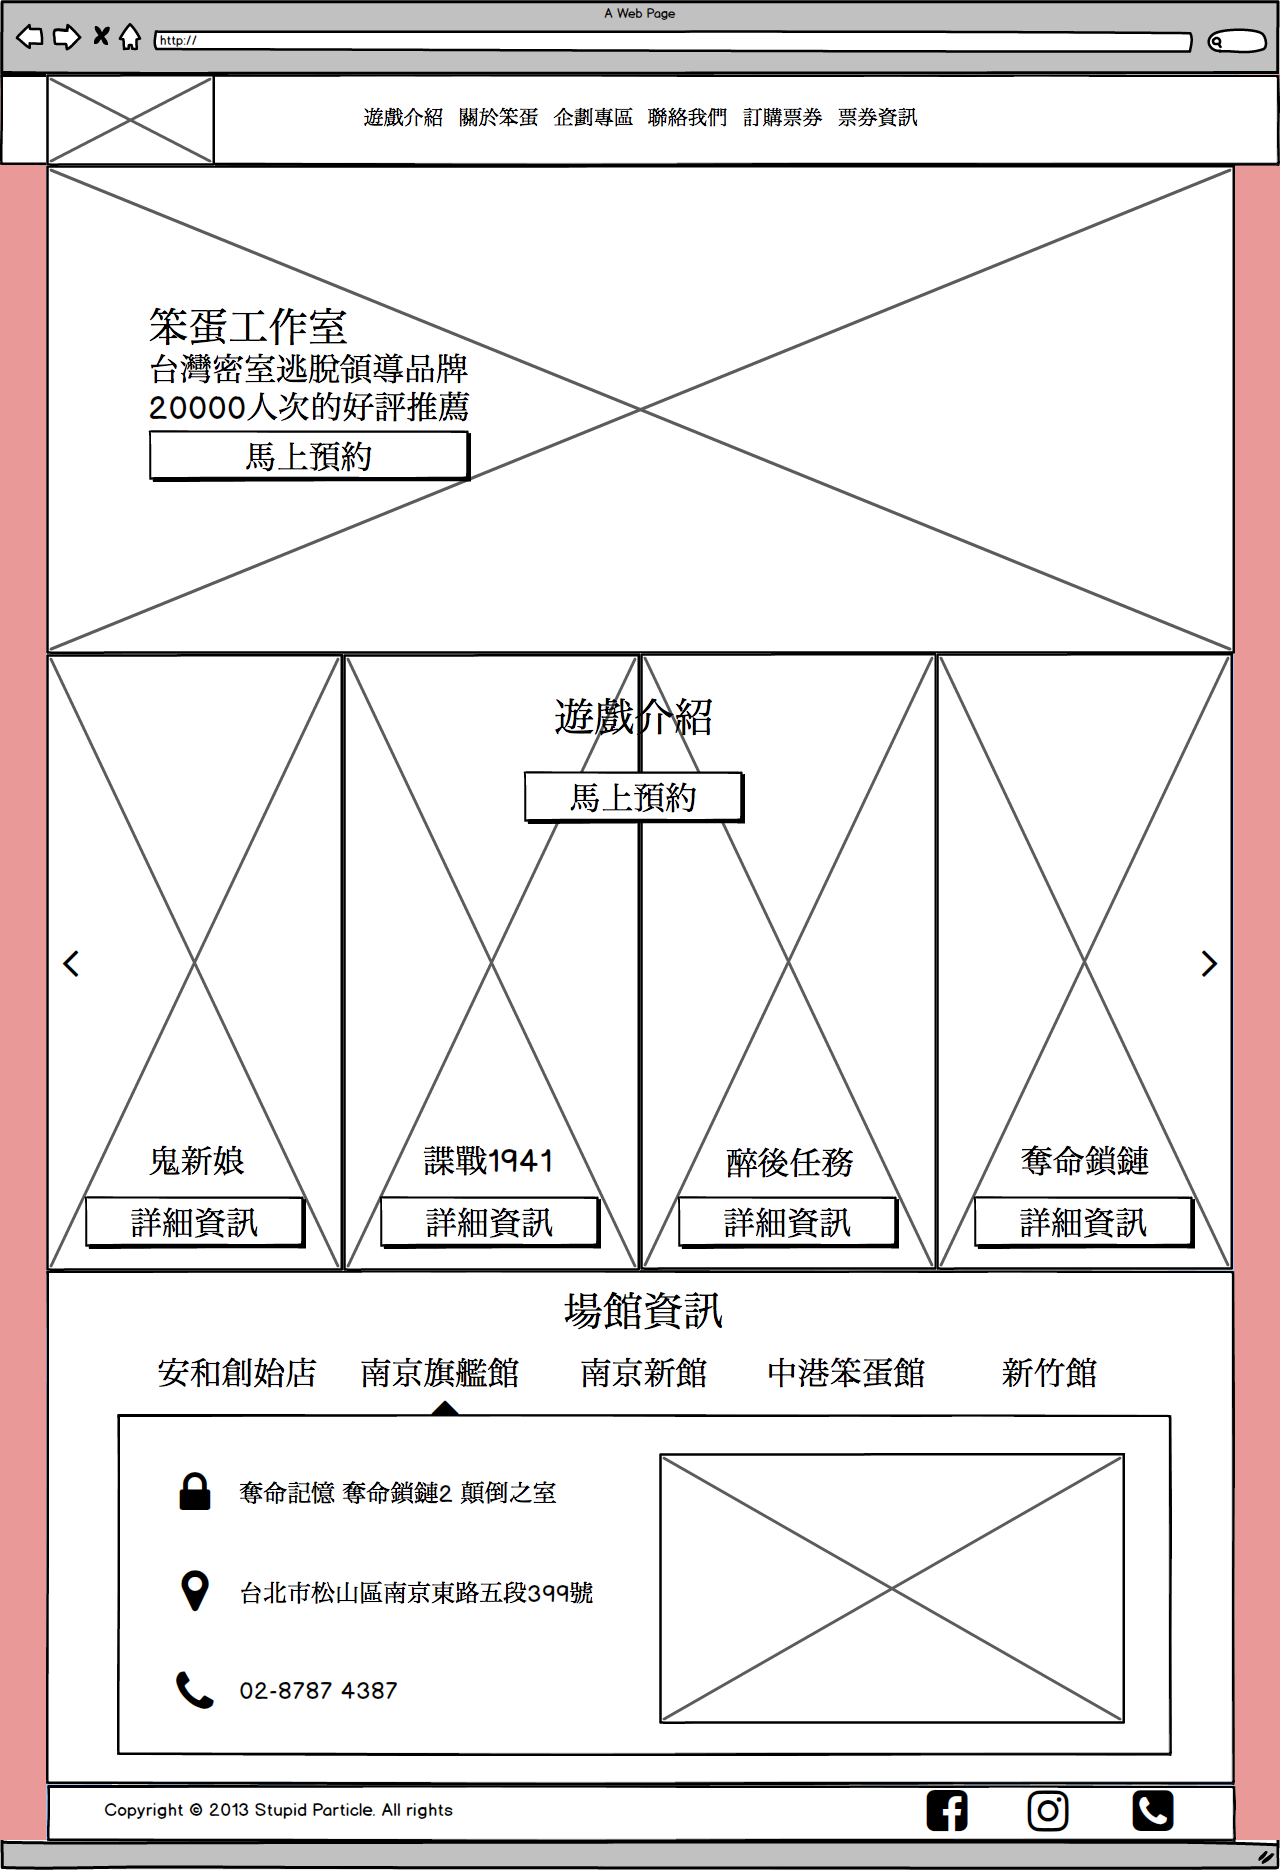 A Web Page
http://
遊戲介紹 關於笨蛋 企劃專區 聯絡我們 訂購票券 票券資訊
笨蛋工作室
台灣密室逃脫領導品牌
20000人次的好評推薦
馬上預約
遊戲介紹
馬上預約
鬼新娘 諜戰1941 醉後任務 奪命鎖鏈
詳細資訊 詳細資訊 詳細資訊 詳細資訊
場館資訊
安和創始店 南京旗艦館 南京新館 中港笨蛋館 新竹館
奪命記憶 奪命鎖鏈2 顛倒之室
台北市松山區南京東路五段399號
02-8787 4387
Copyright © 2013 Stupid Particle. All rights